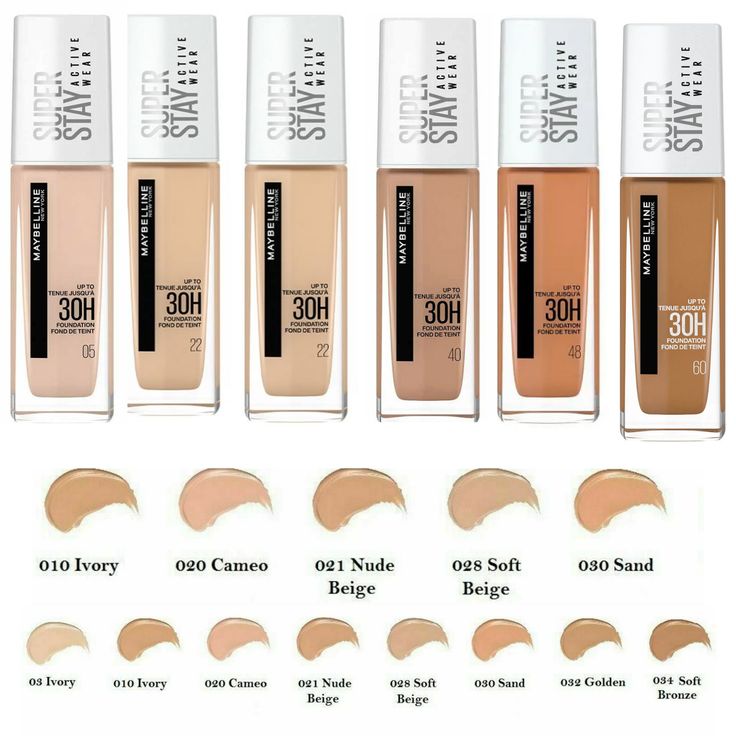 SUPER
STAY
ACTIVE
WEAR
MAYBELLINE
NEW YORK
UP TO
TENUE JUSQU'À
30H
FOUNDATION
FOND DE TEINT
05
SUPER
STAY
ACTIVE
WEAR
MAYBELLINE
NEW YORK
UP TO
TENUE JUSQU'À
30H
FOUNDATION
FOND DE TEINT
22
SUPER
STAY
ACTIVE
WEAR
MAYBELLINE
NEW YORK
UP TO
TENUE JUSQU'À
30H
FOUNDATION
FOND DE TEINT
22
SUPER
STAY
ACTIVE
WEAR
MAYBELLINE
NEW YORK
UP TO
TENUE JUSQU'À
30H
FOUNDATION
FOND DE TEINT
40
SUPER
STAY
ACTIVE
WEAR
MAYBELLINE
NEW YORK
UP TO
TENUE JUSQU'À
30H
FOUNDATION
FOND DE TEINT
48
SUPER
STAY
ACTIVE
WEAR
MAYBELLINE
NEW YORK
UP TO
TENUE JUSQU'À
30H
FOUNDATION
FOND DE TEINT
60
010 Ivory
020 Cameo
021 Nude
Beige
028 Soft
Beige
030 Sand
03 Ivory
010 Ivory
020 Cameo
021 Nude
Beige
028 Soft
Beige
030 Sand
032 Golden
034 Soft
Bronze